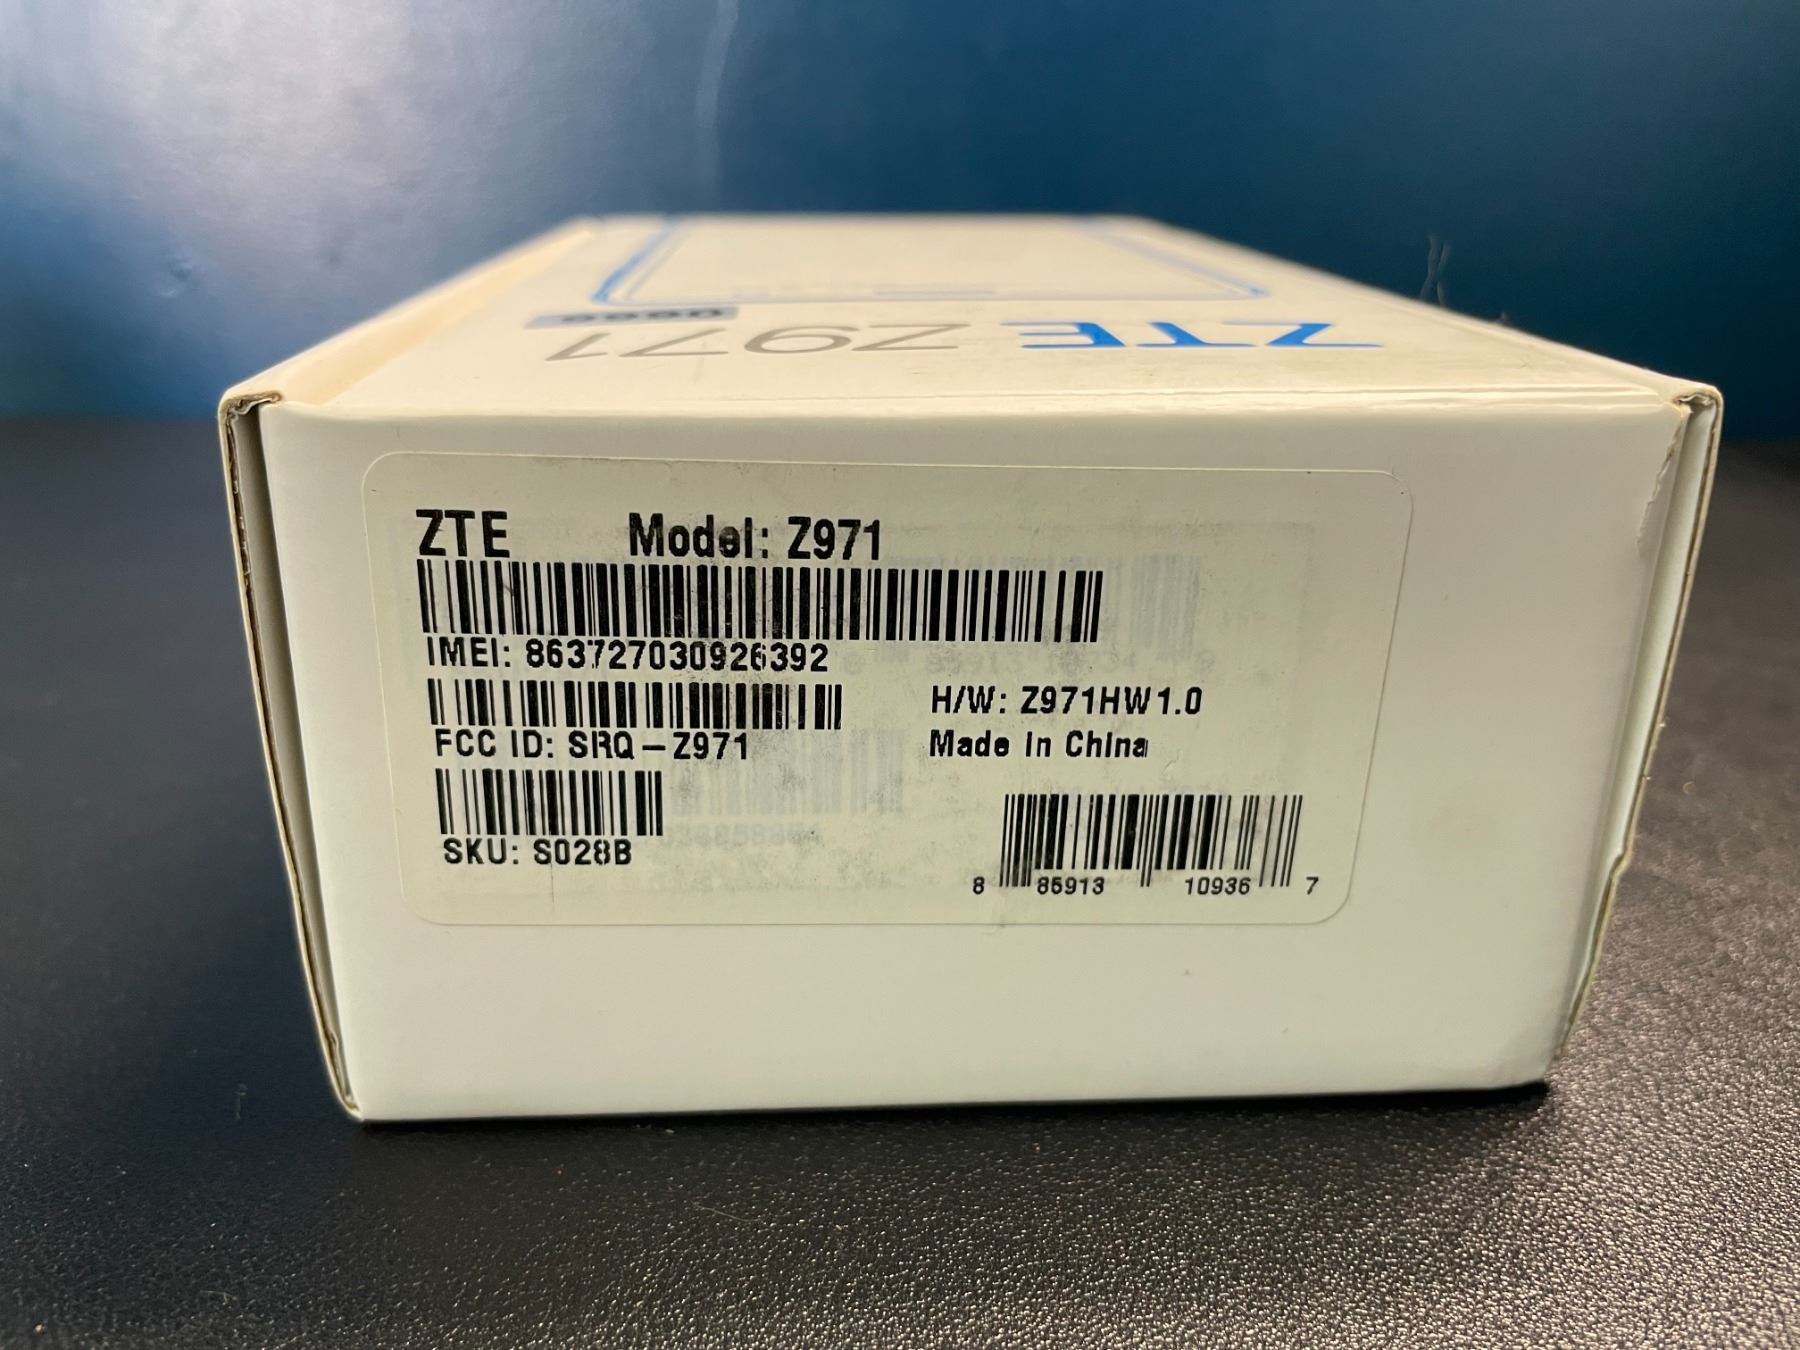 ZTE Z971
ZTE Model: Z971
IMEI: 863727030926392
FCC ID: SRQ-Z971
H/W: Z971HW1.0
Made In China
SKU: S028B
8 85913 10936 7